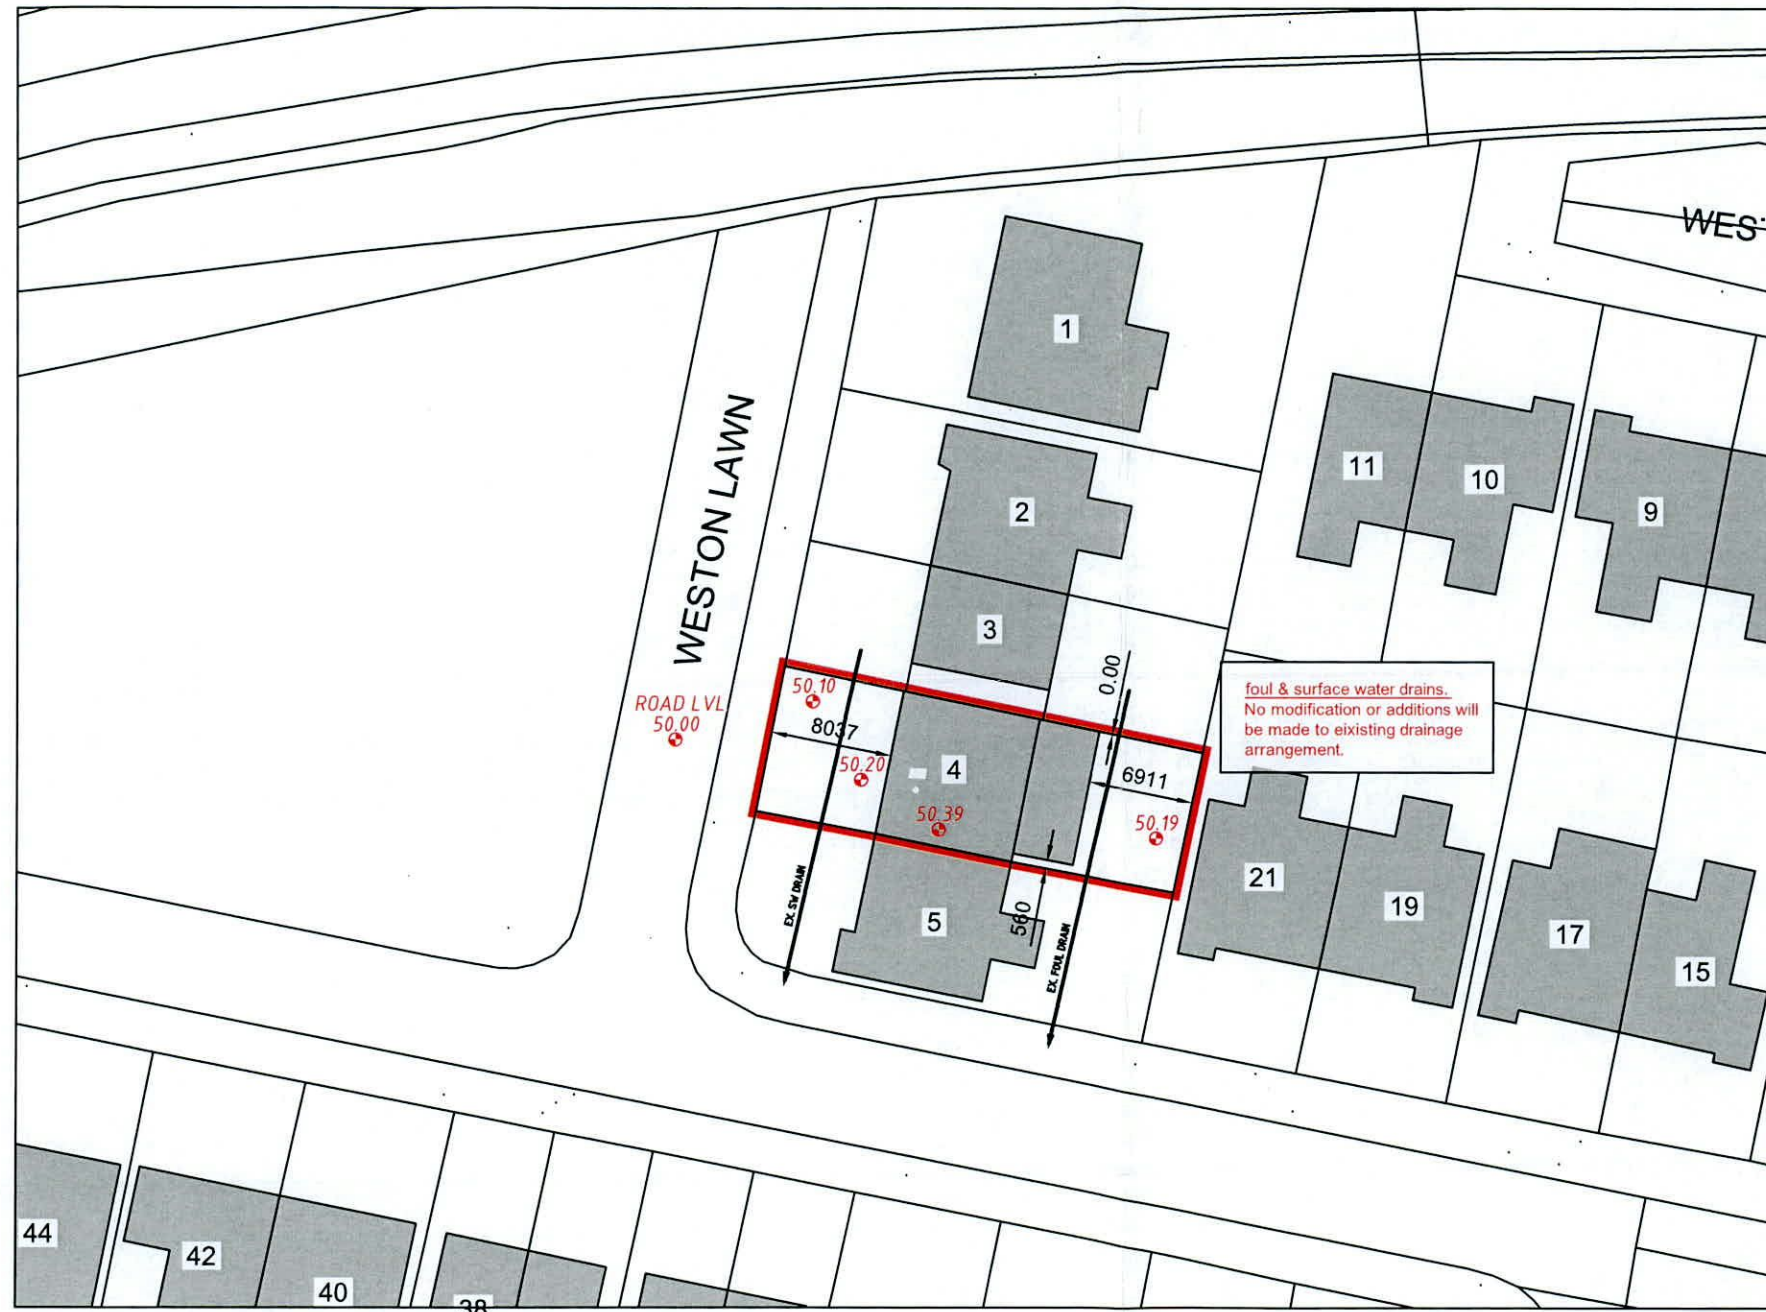 WEST
1
2
3
11
10
9
WESTON LAWN
0.00
foul & surface water drains.
No modification or additions will
be made to eixisting drainage
arrangement.
50.10
ROAD LVL
50.00
8037
50.20
4
6911
50.39
50.19
EX. SW DRAIN
5
560
EX. FOUL DRAIN
21
19
17
15
44
42
40
38